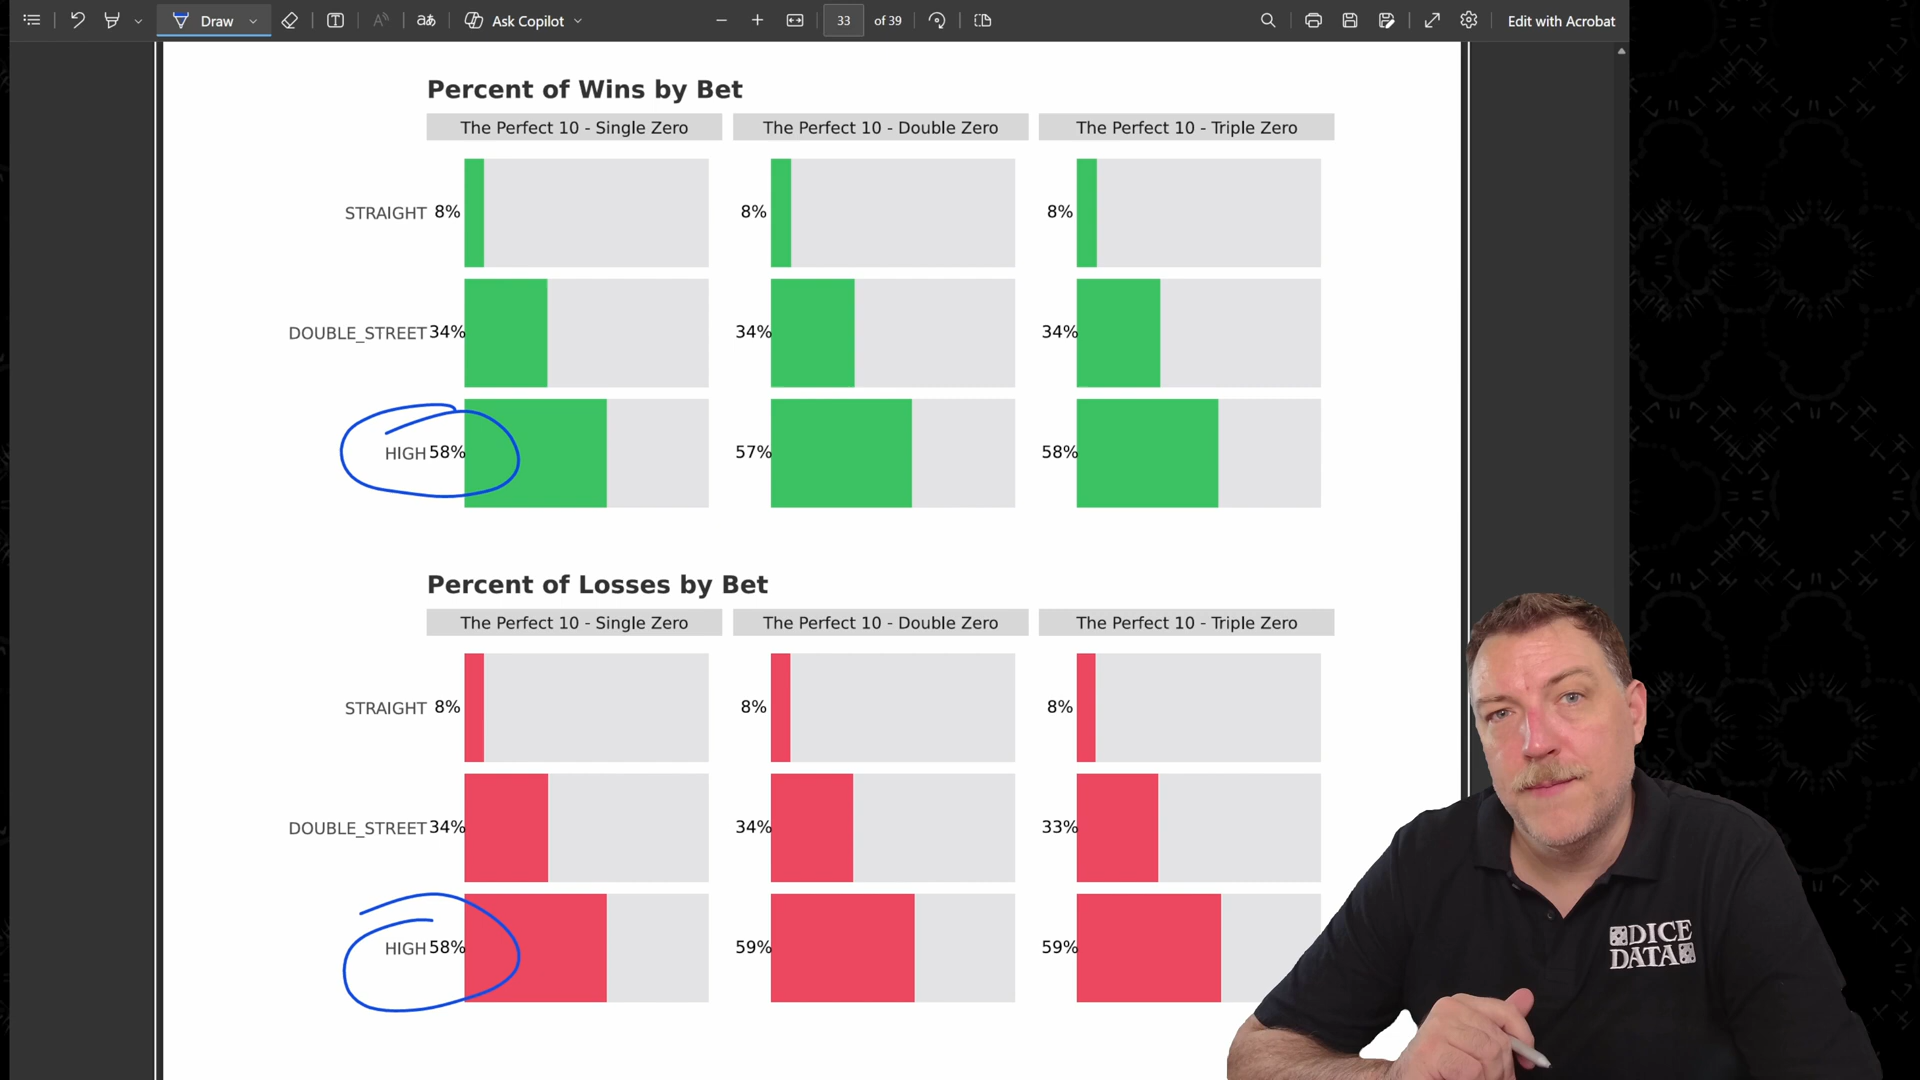 Draw
aあ
Ask Copilot
33 of 39
Edit with Acrobat
Percent of Wins by Bet
The Perfect 10 - Single Zero The Perfect 10 - Double Zero The Perfect 10 - Triple Zero
STRAIGHT 8% 8% 8%
DOUBLE_STREET 34% 34% 34%
HIGH 58% 57% 58%
Percent of Losses by Bet
The Perfect 10 - Single Zero The Perfect 10 - Double Zero The Perfect 10 - Triple Zero
STRAIGHT 8% 8% 8%
DOUBLE_STREET 34% 34% 33%
HIGH 58% 59% 59%
DICE
DATA